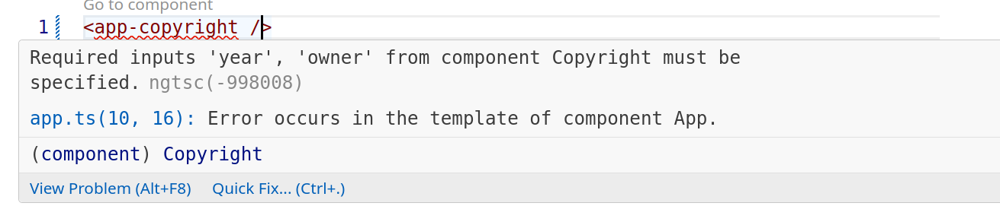 Go to component
1 <app-copyright />
Required inputs 'year', 'owner' from component Copyright must be
specified. ngtsc(-998008)
app.ts(10, 16): Error occurs in the template of component App.
(component) Copyright
View Problem (Alt+F8) Quick Fix... (Ctrl+.)